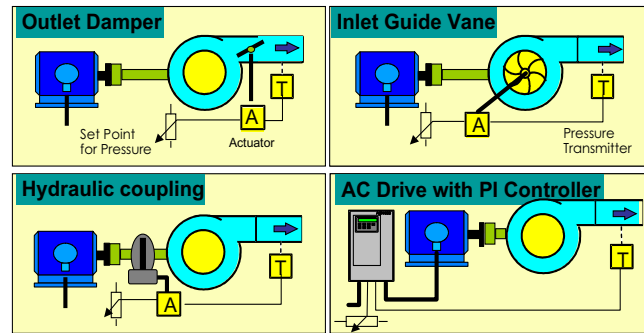 Outlet Damper
T
A
Set Point
for Pressure
Actuator
Inlet Guide Vane
T
A
Pressure
Transmitter
Hydraulic coupling
T
A
AC Drive with PI Controller
T